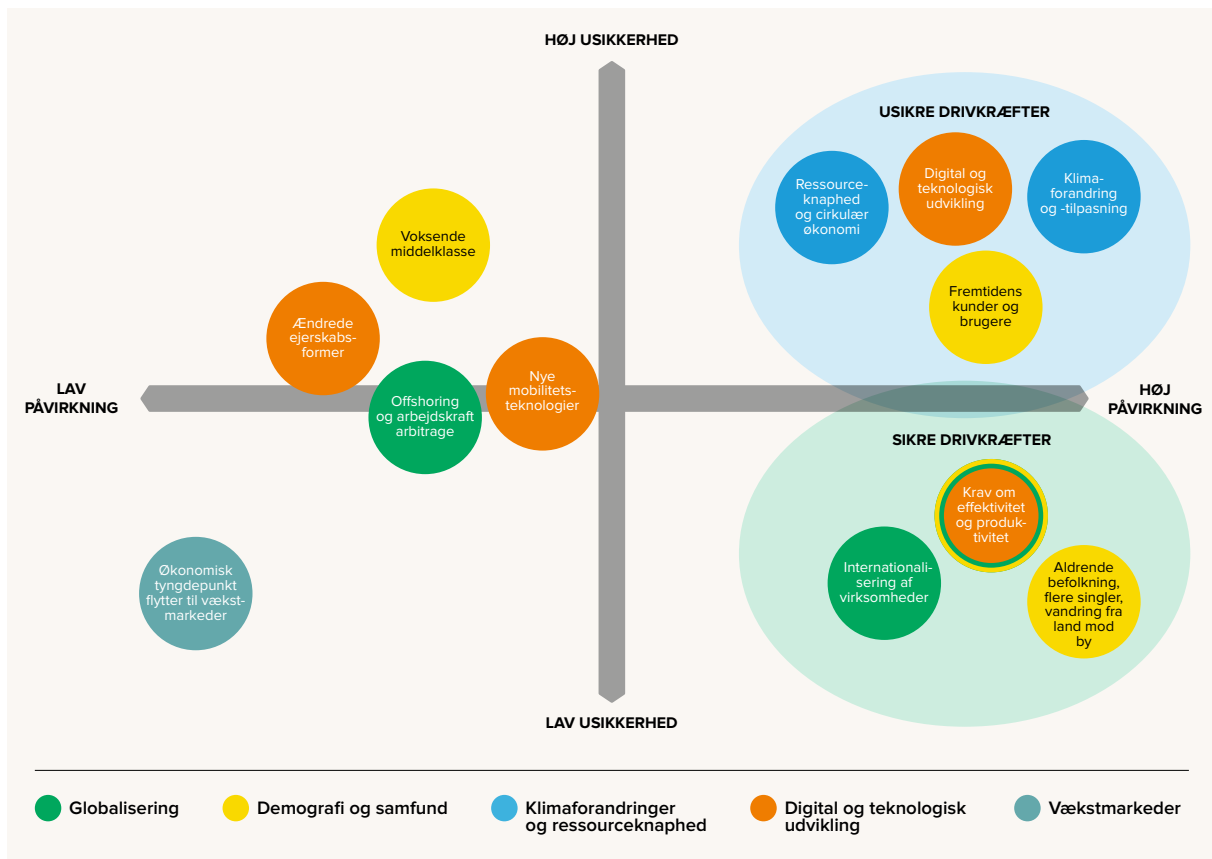 HØJ USIKKERHED
USIKRE DRIVKRÆFTER
Ressource-
knaphed
og cirkulær
økonomi
Digital og
teknologisk
udvikling
Klima-
forandring
og -tilpasning
Fremtidens
kunder og
brugere
Voksende
middelklasse
Ændrede
ejerskabs-
former
Offshoring
og arbejdskraft
arbitrage
Nye
mobilitets-
teknologier
LAV
PÅVIRKNING
HØJ
PÅVIRKNING
SIKRE DRIVKRÆFTER
Krav om
effektivitet
og produk-
tivitet
Internationali-
sering af
virksomheder
Aldrende
befolkning,
flere singler,
vandring fra
land mod
by
Økonomisk
tyngdepunkt
flytter til vækst-
markeder
LAV USIKKERHED
Globalisering
Demografi og samfund
Klimaforandringer
og ressourceknaphed
Digital og teknologisk
udvikling
Vækstmarkeder